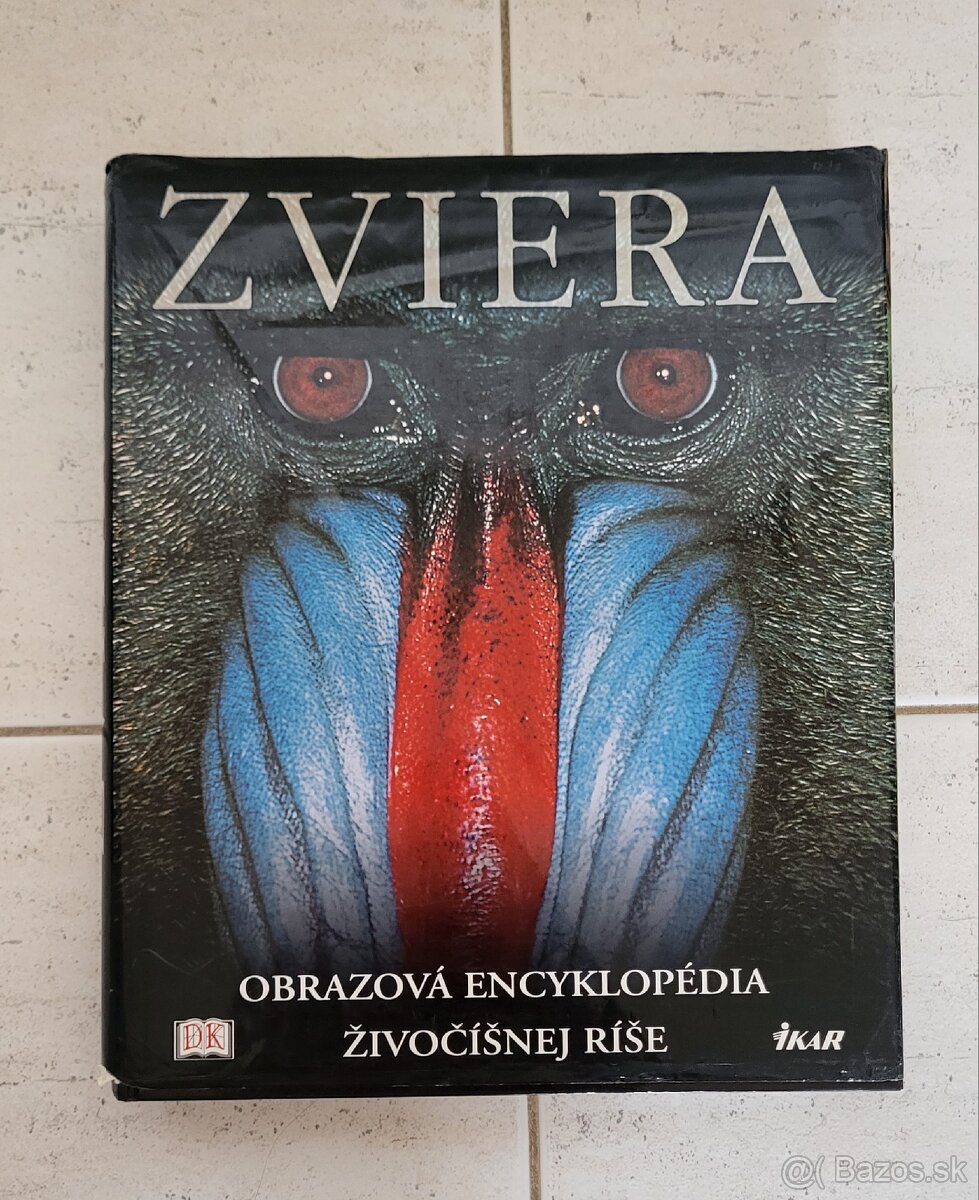 ZVIERA
OBRAZOVÁ ENCYKLOPÉDIA
ŽIVOČÍŠNEJ RÍŠE
DK
IKAR
@( Bazos.sk